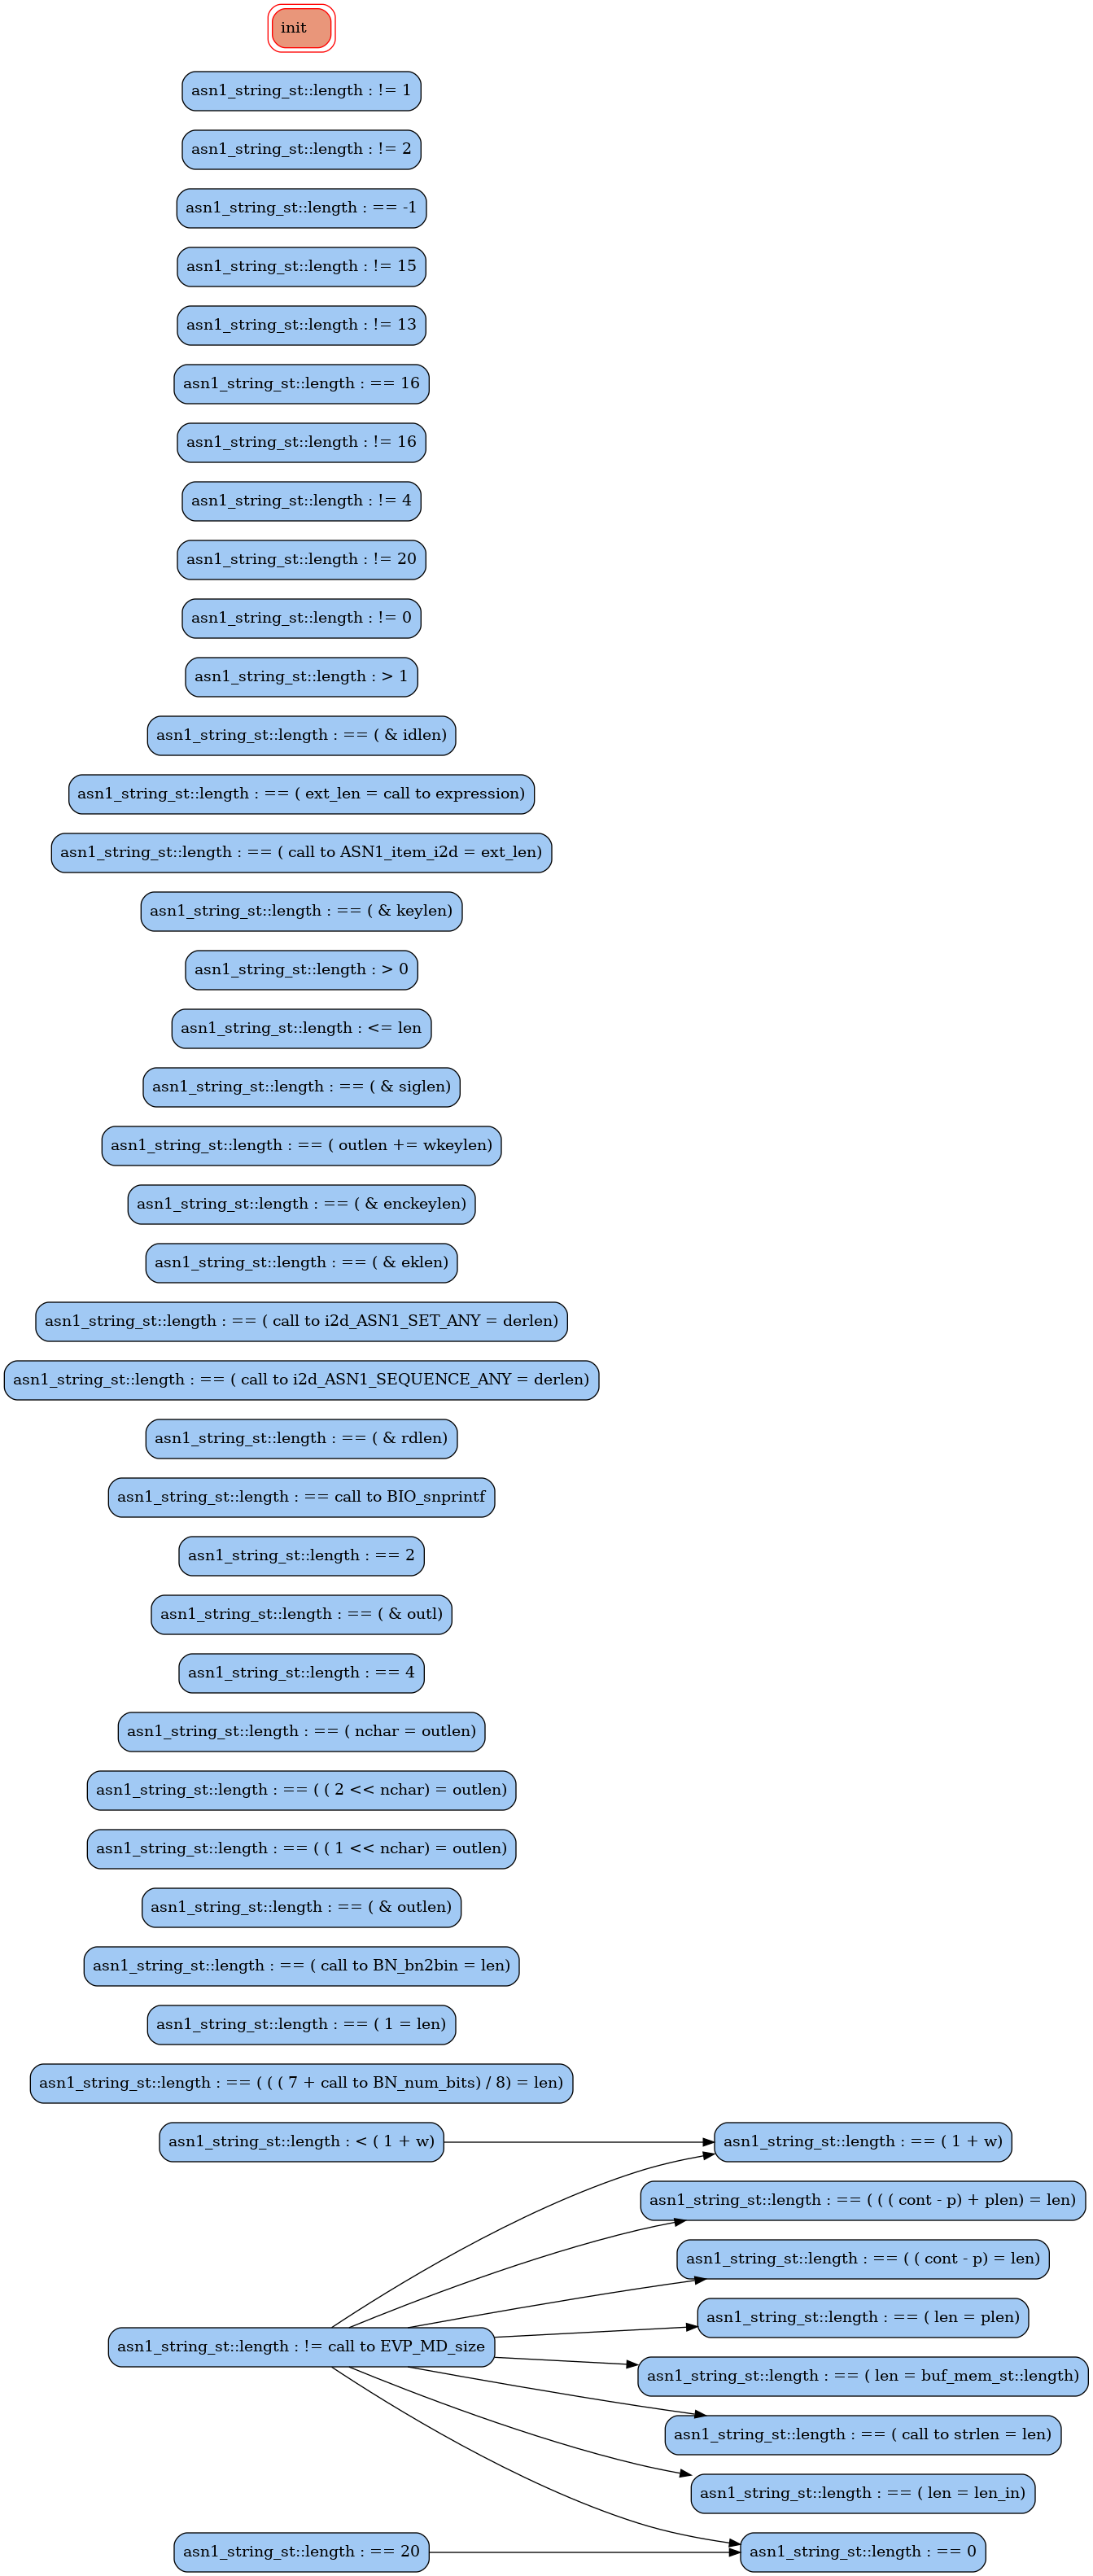 init
asn1_string_st::length : != 1
asn1_string_st::length : != 2
asn1_string_st::length : == -1
asn1_string_st::length : != 15
asn1_string_st::length : != 13
asn1_string_st::length : == 16
asn1_string_st::length : != 16
asn1_string_st::length : != 4
asn1_string_st::length : != 20
asn1_string_st::length : != 0
asn1_string_st::length : > 1
asn1_string_st::length : == ( & idlen)
asn1_string_st::length : == ( ext_len = call to expression)
asn1_string_st::length : == ( call to ASN1_item_i2d = ext_len)
asn1_string_st::length : == ( & keylen)
asn1_string_st::length : > 0
asn1_string_st::length : <= len
asn1_string_st::length : == ( & siglen)
asn1_string_st::length : == ( outlen += wkeylen)
asn1_string_st::length : == ( & enckeylen)
asn1_string_st::length : == ( & eklen)
asn1_string_st::length : == ( call to i2d_ASN1_SET_ANY = derlen)
asn1_string_st::length : == ( call to i2d_ASN1_SEQUENCE_ANY = derlen)
asn1_string_st::length : == ( & rdlen)
asn1_string_st::length : == call to BIO_snprintf
asn1_string_st::length : == 2
asn1_string_st::length : == ( & outl)
asn1_string_st::length : == 4
asn1_string_st::length : == ( nchar = outlen)
asn1_string_st::length : == ( ( 2 << nchar) = outlen)
asn1_string_st::length : == ( ( 1 << nchar) = outlen)
asn1_string_st::length : == ( & outlen)
asn1_string_st::length : == ( call to BN_bn2bin = len)
asn1_string_st::length : == ( 1 = len)
asn1_string_st::length : == ( ( ( 7 + call to BN_num_bits) / 8) = len)
asn1_string_st::length : < ( 1 + w)
asn1_string_st::length : == ( 1 + w)
asn1_string_st::length : == ( ( ( cont - p) + plen) = len)
asn1_string_st::length : == ( ( cont - p) = len)
asn1_string_st::length : == ( len = plen)
asn1_string_st::length : != call to EVP_MD_size
asn1_string_st::length : == ( len = buf_mem_st::length)
asn1_string_st::length : == ( call to strlen = len)
asn1_string_st::length : == ( len = len_in)
asn1_string_st::length : == 20
asn1_string_st::length : == 0